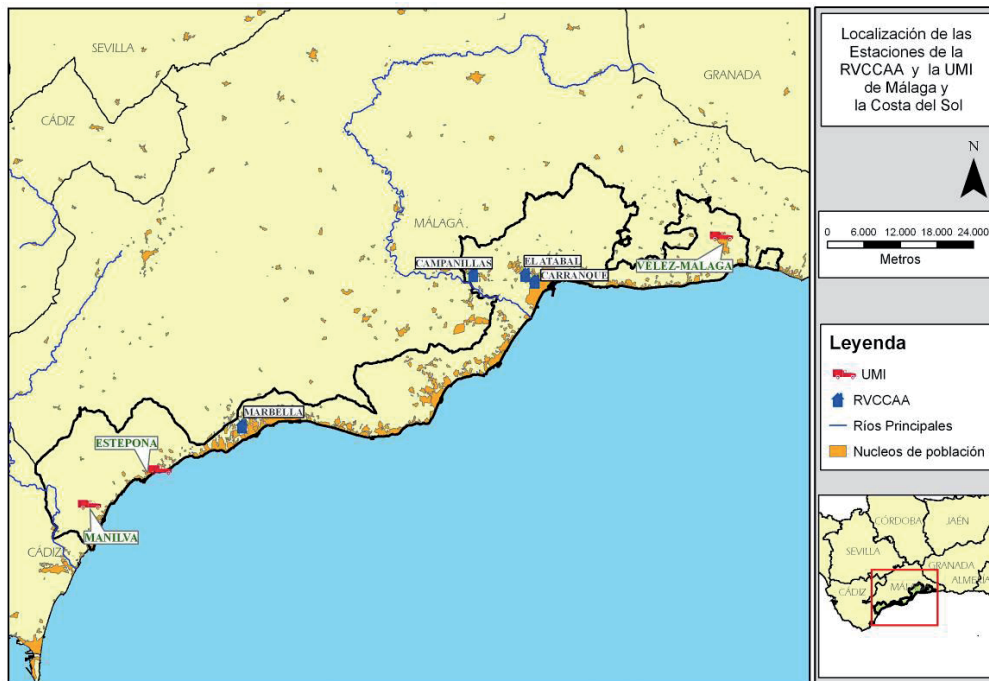 SEVILLA
GRANADA
CÁDIZ
MÁLAGA
CAMPANILLAS
EL ATABAL
CARRANQUE
VÉLEZ-MALAGA
MARBELLA
ESTEPONA
MANILVA
CÁDIZ
Localización de las
Estaciones de la
RVCCAA y la UMI
de Málaga y
la Costa del Sol
N
0 6.000 12.000 18.000 24.000
Metros
Leyenda
UMI
RVCCAA
Ríos Principales
Nucleos de población
CÓRDOBA
JAÉN
SEVILLA
GRANADA
ALMERÍA
CÁDIZ